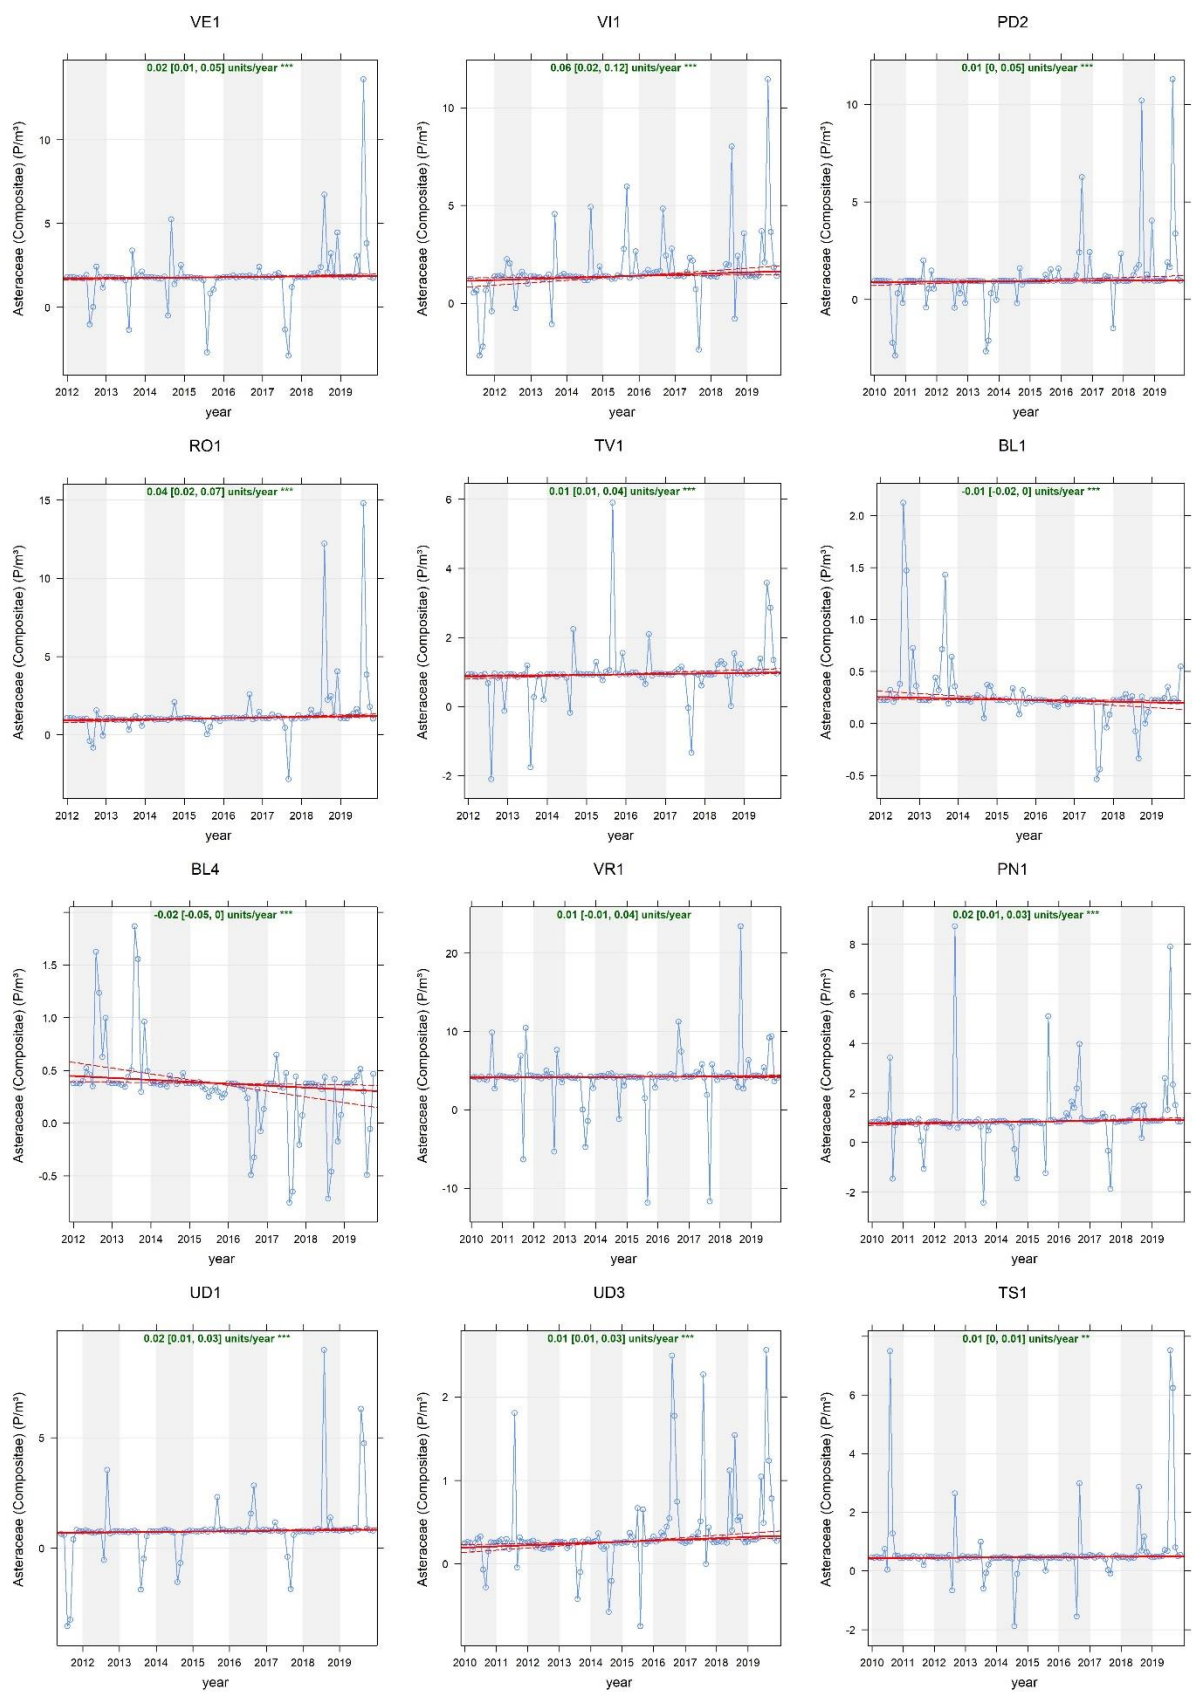 VE1
0.02 [0.01, 0.05] units/year ***
Asteraceae (Compositae) (P/m³)
10
5
0
2012 2013 2014 2015 2016 2017 2018 2019
year
VI1
0.06 [0.02, 0.12] units/year ***
Asteraceae (Compositae) (P/m³)
10
5
0
2012 2013 2014 2015 2016 2017 2018 2019
year
PD2
0.01 [0, 0.05] units/year ***
Asteraceae (Compositae) (P/m³)
10
5
0
2010 2011 2012 2013 2014 2015 2016 2017 2018 2019
year
RO1
0.04 [0.02, 0.07] units/year ***
Asteraceae (Compositae) (P/m³)
15
10
5
0
2012 2013 2014 2015 2016 2017 2018 2019
year
TV1
0.01 [0.01, 0.04] units/year ***
Asteraceae (Compositae) (P/m³)
6
4
2
0
-2
2012 2013 2014 2015 2016 2017 2018 2019
year
BL1
-0.01 [-0.02, 0] units/year ***
Asteraceae (Compositae) (P/m³)
2.0
1.5
1.0
0.5
0.0
-0.5
2012 2013 2014 2015 2016 2017 2018 2019
year
BL4
-0.02 [-0.05, 0] units/year ***
Asteraceae (Compositae) (P/m³)
1.5
1.0
0.5
0.0
-0.5
2012 2013 2014 2015 2016 2017 2018 2019
year
VR1
0.01 [-0.01, 0.04] units/year
Asteraceae (Compositae) (P/m³)
20
10
0
-10
2010 2011 2012 2013 2014 2015 2016 2017 2018 2019
year
PN1
0.02 [0.01, 0.03] units/year ***
Asteraceae (Compositae) (P/m³)
8
6
4
2
0
-2
2010 2011 2012 2013 2014 2015 2016 2017 2018 2019
year
UD1
0.02 [0.01, 0.03] units/year ***
Asteraceae (Compositae) (P/m³)
5
0
2012 2013 2014 2015 2016 2017 2018 2019
year
UD3
0.01 [0.01, 0.03] units/year ***
Asteraceae (Compositae) (P/m³)
2
1
0
2010 2011 2012 2013 2014 2015 2016 2017 2018 2019
year
TS1
0.01 [0, 0.01] units/year **
Asteraceae (Compositae) (P/m³)
6
4
2
0
-2
2010 2011 2012 2013 2014 2015 2016 2017 2018 2019
year